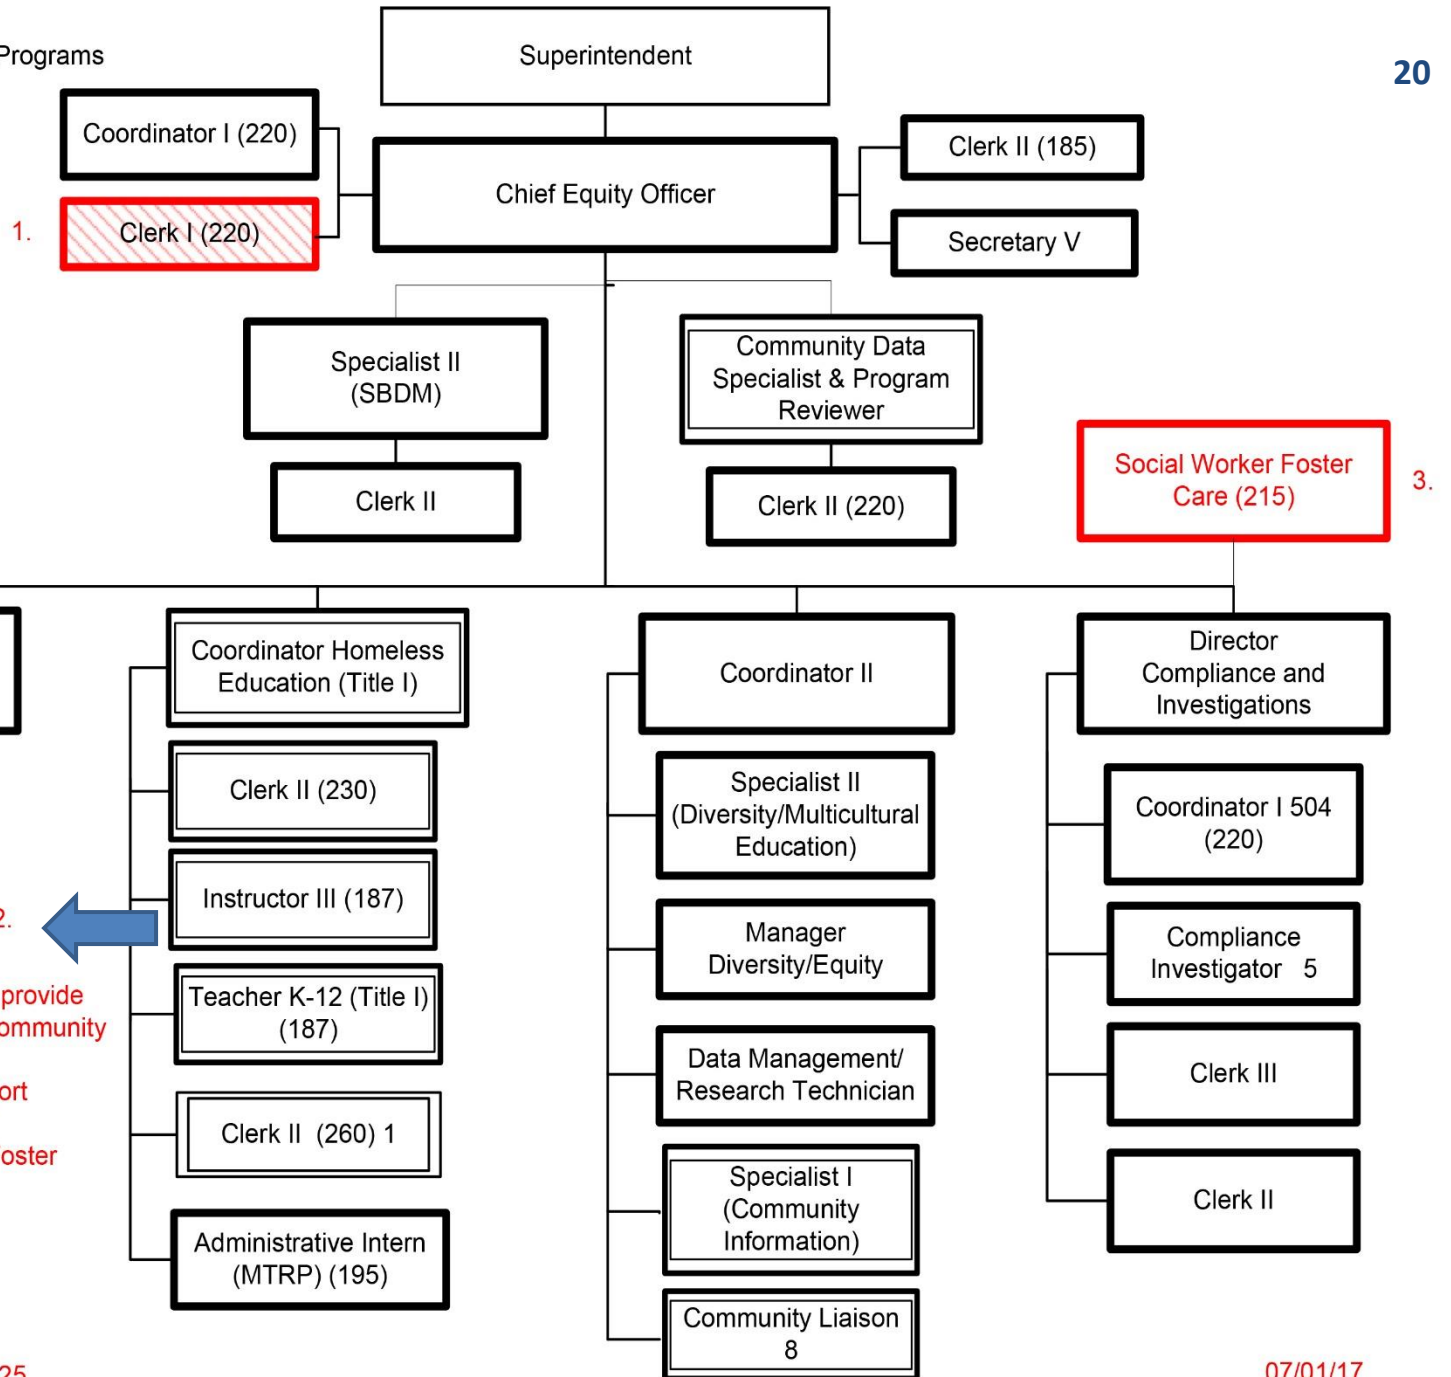 Programs
Superintendent
20
Coordinator I (220)
Clerk II (185)
Chief Equity Officer
1.
Clerk I (220)
Secretary V
Specialist II
(SBDM)
Community Data
Specialist & Program
Reviewer
Clerk II
Clerk II (220)
Social Worker Foster
Care (215)
3.
Coordinator Homeless
Education (Title I)
Clerk II (230)
Instructor III (187)
2.
provide
ommunity
ort
oster
Teacher K-12 (Title I)
(187)
Clerk II (260) 1
Administrative Intern
(MTRP) (195)
Coordinator II
Specialist II
(Diversity/Multicultural
Education)
Manager
Diversity/Equity
Data Management/
Research Technician
Specialist I
(Community
Information)
Community Liaison
8
Director
Compliance and
Investigations
Coordinator I 504
(220)
Compliance
Investigator 5
Clerk III
Clerk II
25
07/01/17